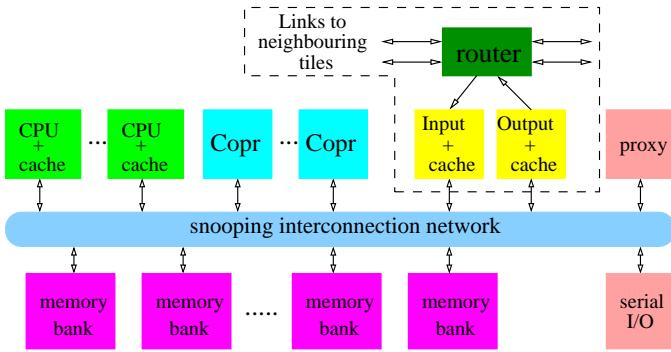 Links to
neighbouring
tiles
router
CPU
+
cache
...
CPU
+
cache
Copr
...
Copr
Input
+
cache
Output
+
cache
proxy
snooping interconnection network
memory
bank
memory
bank
.....
memory
bank
memory
bank
serial
I/O